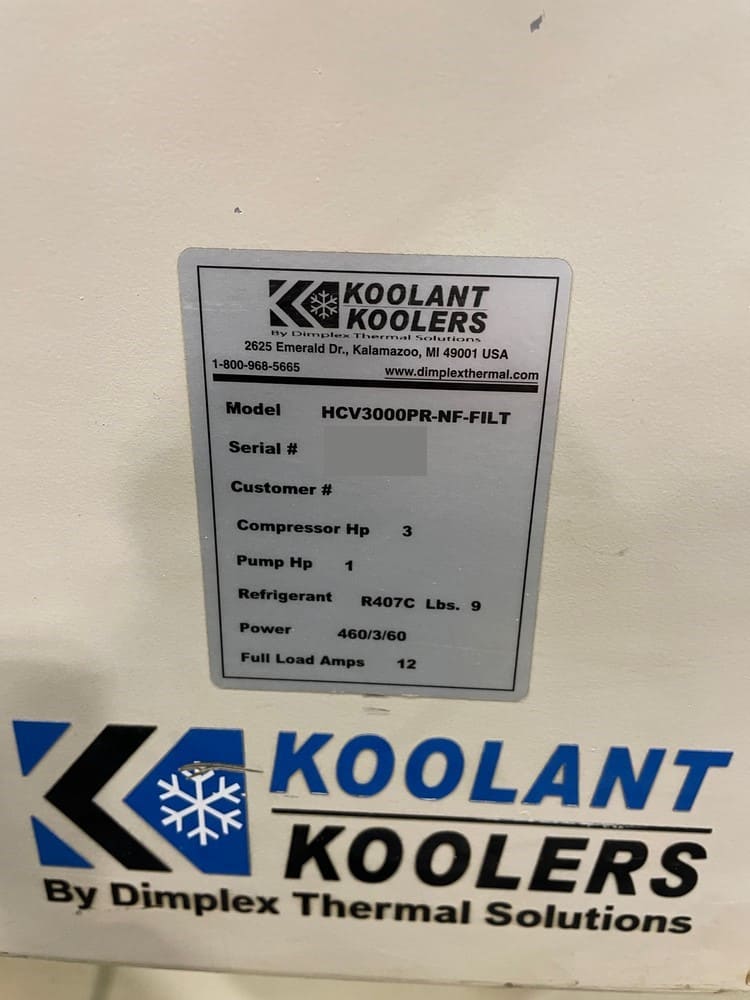 KOOLANT
KOOLERS
By Dimplex Thermal Solutions
2625 Emerald Dr., Kalamazoo, MI 49001 USA
1-800-968-5665 www.dimplexthermal.com
Model HCV3000PR-NF-FILT
Serial #
Customer #
Compressor Hp 3
Pump Hp 1
Refrigerant R407C Lbs. 9
Power 460/3/60
Full Load Amps 12
KOOLANT
KOOLERS
By Dimplex Thermal Solutions